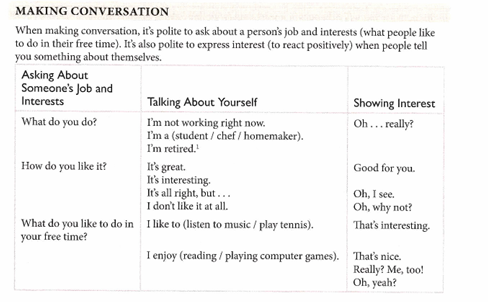 MAKING CONVERSATION
When making conversation, it's polite to ask about a person's job and interests (what people like
to do in their free time). It's also polite to express interest (to react positively) when people tell
you something about themselves.
Asking About
Someone's Job and
Interests
Talking About Yourself
Showing Interest
What do you do?
I'm not working right now.
Oh . . . really?
I'm a (student / chef / homemaker).
I'm retired.¹
How do you like it?
It's great.
Good for you.
It's interesting.
It's all right, but . . .
Oh, I see.
I don't like it at all.
Oh, why not?
What do you like to do in
your free time?
I like to (listen to music / play tennis).
That's interesting.
I enjoy (reading / playing computer games).
That's nice.
Really? Me, too!
Oh, yeah?